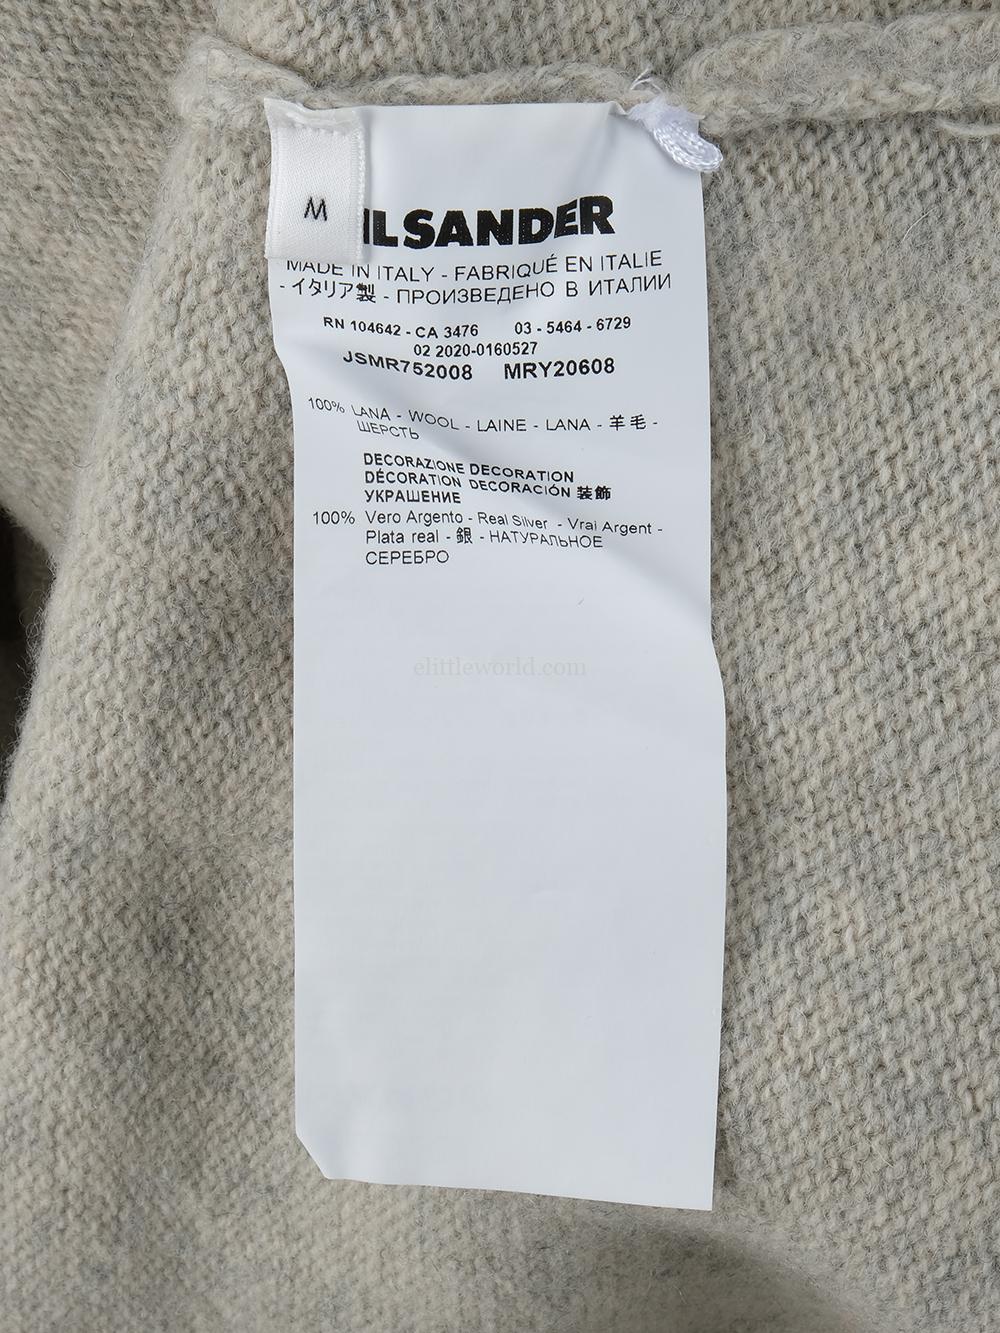 M
IL SANDER
MADE IN ITALY - FABRIQUÉ EN ITALIE
- イタリア製 - ПРОИЗВЕДЕНО В ИТАЛИИ
RN 104642 - CA 3476 03 - 5464 - 6729
02 2020-0160527
JSMR752008 MRY20608
100% LANA - WOOL - LAINE - LANA - 羊毛 -
ШЕРСТЬ
DECORAZIONE DECORATION
DÉCORATION DECORACIÓN 装飾
УКРАШЕНИЕ
100% Vero Argento - Real Silver - Vrai Argent -
Plata real - 銀 - НАТУРАЛЬНОЕ
СЕРЕБРО
elittleworld.com